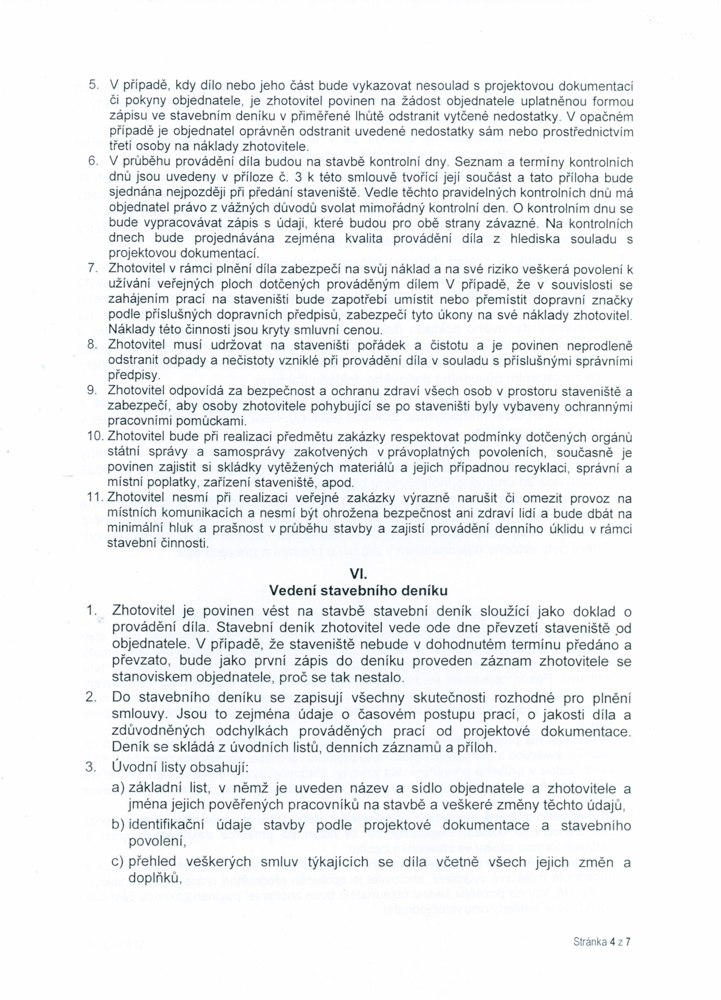 5. V případě, kdy dílo nebo jeho část bude vykazovat nesoulad s projektovou dokumentací
či pokyny objednatele, je zhotovitel povinen na žádost objednatele uplatněnou formou
zápisu ve stavebním deníku v přiměřené lhůtě odstranit vytčené nedostatky. V opačném
případě je objednatel oprávněn odstranit uvedené nedostatky sám nebo prostřednictvím
třetí osoby na náklady zhotovitele.
6. V průběhu provádění díla budou na stavbě kontrolní dny. Seznam a termíny kontrolních
dnů jsou uvedeny v příloze č. 3 k této smlouvě tvořící její součást a tato příloha bude
sjednána nejpozději při předání staveniště. Vedle těchto pravidelných kontrolních dnů má
objednatel právo z vážných důvodů svolat mimořádný kontrolní den. O kontrolním dnu se
bude vypracovávat zápis s údaji, které budou pro obě strany závazné. Na kontrolních
dnech bude projednávána zejména kvalita provádění díla z hlediska souladu s
projektovou dokumentací.
7. Zhotovitel v rámci plnění díla zabezpečí na svůj náklad a na své riziko veškerá povolení k
užívání veřejných ploch dotčených prováděným dílem V případě, že v souvislosti se
zahájením prací na staveništi bude zapotřebí umístit nebo přemístit dopravní značky
podle příslušných dopravních předpisů, zabezpečí tyto úkony na své náklady zhotovitel.
Náklady této činnosti jsou kryty smluvní cenou.
8. Zhotovitel musí udržovat na staveništi pořádek a čistotu a je povinen neprodleně
odstranit odpady a nečistoty vzniklé při provádění díla v souladu s příslušnými správními
předpisy.
9. Zhotovitel odpovídá za bezpečnost a ochranu zdraví všech osob v prostoru staveniště a
zabezpečí, aby osoby zhotovitele pohybující se po staveništi byly vybaveny ochrannými
pracovními pomůckami.
10. Zhotovitel bude při realizaci předmětu zakázky respektovat podmínky dotčených orgánů
státní správy a samosprávy zakotvených v právoplatných povoleních, současně je
povinen zajistit si skládky vytěžených materiálů a jejich případnou recyklaci, správní a
místní poplatky, zařízení staveniště, apod.
11. Zhotovitel nesmí při realizaci veřejné zakázky výrazně narušit či omezit provoz na
místních komunikacích a nesmí být ohrožena bezpečnost ani zdraví lidí a bude dbát na
minimální hluk a prašnost v průběhu stavby a zajistí provádění denního úklidu v rámci
stavební činnosti.
VI.
Vedení stavebního deníku
1. Zhotovitel je povinen vést na stavbě stavební deník sloužící jako doklad o
provádění díla. Stavební deník zhotovitel vede ode dne převzetí staveniště od
objednatele. V případě, že staveniště nebude v dohodnutém termínu předáno a
převzato, bude jako první zápis do deníku proveden záznam zhotovitele se
stanoviskem objednatele, proč se tak nestalo.
2. Do stavebního deníku se zapisují všechny skutečnosti rozhodné pro plnění
smlouvy. Jsou to zejména údaje o časovém postupu prací, o jakosti díla a
zdůvodněných odchylkách prováděných prací od projektové dokumentace.
Deník se skládá z úvodních listů, denních záznamů a příloh.
3. Úvodní listy obsahují:
a) základní list, v němž je uveden název a sídlo objednatele a zhotovitele a
jména jejich pověřených pracovníků na stavbě a veškeré změny těchto údajů,
b) identifikační údaje stavby podle projektové dokumentace a stavebního
povolení,
c) přehled veškerých smluv týkajících se díla včetně všech jejich změn a
doplňků,
Stránka 4 z 7